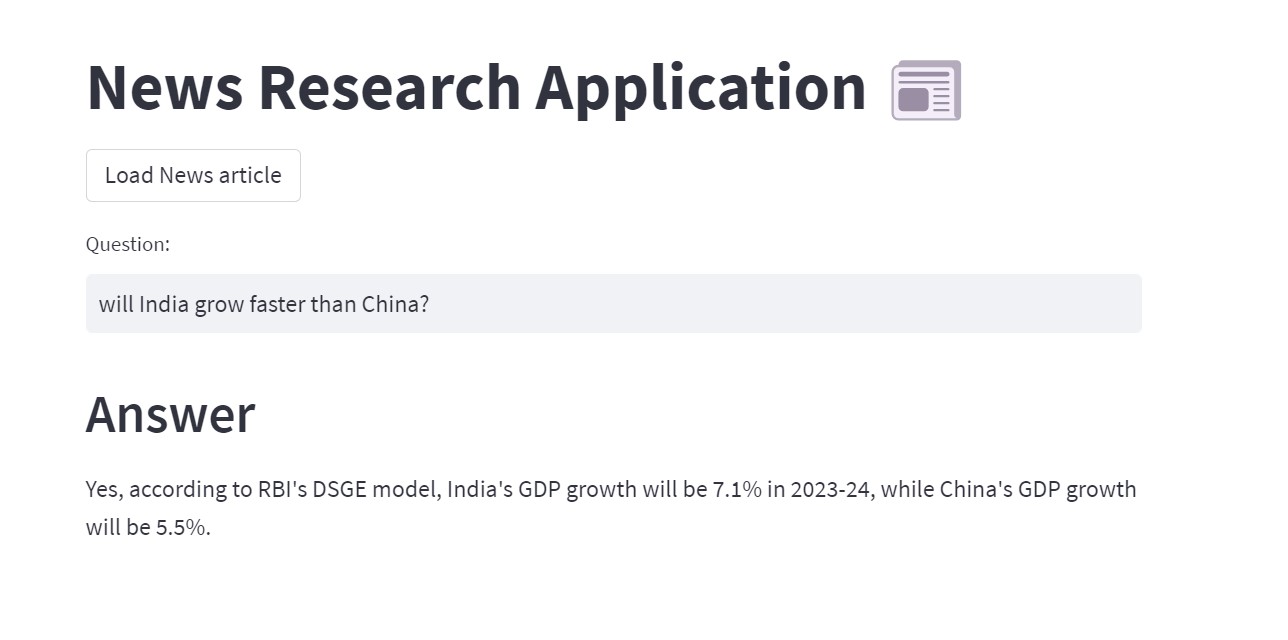 News Research Application
Load News article
Question:
will India grow faster than China?
Answer
Yes, according to RBI's DSGE model, India's GDP growth will be 7.1% in 2023-24, while China's GDP growth
will be 5.5%.